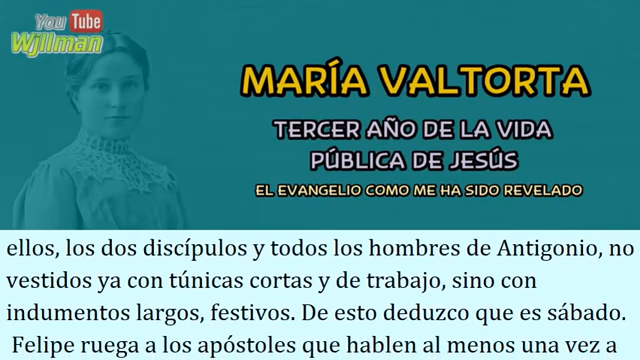 You Tube
Wjllman
MARÍA VALTORTA
TERCER AÑO DE LA VIDA
PÚBLICA DE JESÚS
EL EVANGELIO COMO ME HA SIDO REVELADO
ellos, los dos discípulos y todos los hombres de Antigonio, no
vestidos ya con túnicas cortas y de trabajo, sino con
indumentos largos, festivos. De esto deduzco que es sábado.
Felipe ruega a los apóstoles que hablen al menos una vez a